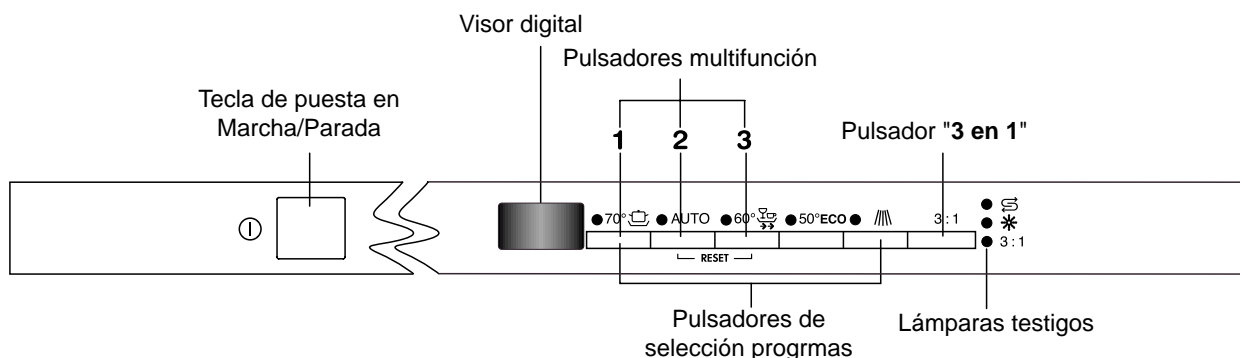 Visor digital
Pulsadores multifunción
Tecla de puesta en
Marcha/Parada
Pulsador "3 en 1"
1 2 3
70° AUTO 60° 50°ECO 3:1
3:1
RESET
Pulsadores de
selección progrmas
Lámparas testigos